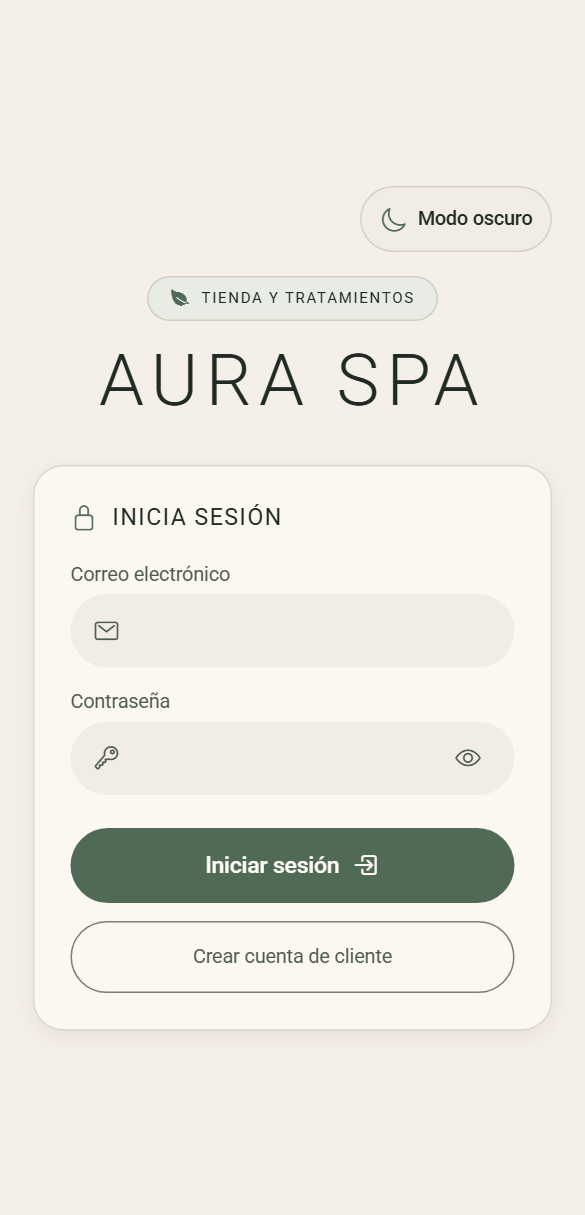 Modo oscuro
TIENDA Y TRATAMIENTOS
AURA SPA
INICIA SESIÓN
Correo electrónico
Contraseña
Iniciar sesión
Crear cuenta de cliente